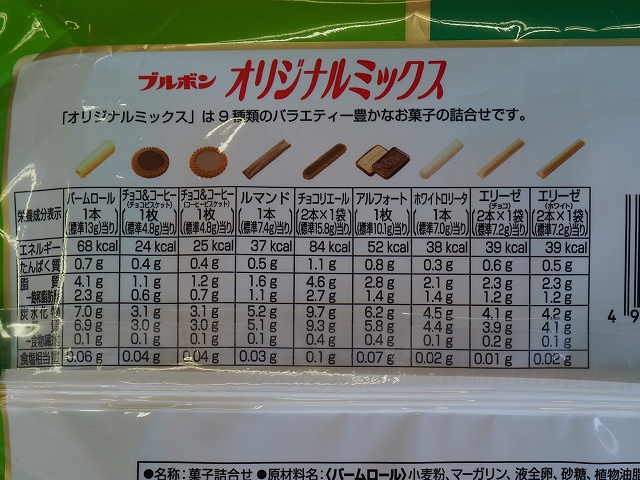 ブルボン オリジナルミックス
「オリジナルミックス」は9種類のバラエティー豊かなお菓子の詰合せです。
栄養成分表示 バームロール 1本 (標準13g)当り チョコ&コーヒー (チョコビスケット) 1枚 (標準4.8g)当り チョコ&コーヒー (コーヒービスケット) 1枚 (標準4.8g)当り ルマンド 1本 (標準7.4g)当り チョコリエール 2本×1袋 (標準15.8g)当り アルフォート 1枚 (標準10.1g)当り ホワイトロリータ 1本 (標準7.0g)当り エリーゼ (チョコ) 2本×1袋 (標準7.2g)当り エリーゼ (ホワイト) 2本×1袋 (標準7.2g)当り
エネルギー 68 kcal 24 kcal 25 kcal 37 kcal 84 kcal 52 kcal 38 kcal 39 kcal 39 kcal
たんぱく質 0.7 g 0.4 g 0.4 g 0.5 g 1.1 g 0.8 g 0.3 g 0.6 g 0.5 g
脂質 4.1 g 1.1 g 1.2 g 1.6 g 4.6 g 2.8 g 2.1 g 2.3 g 2.3 g
飽和脂肪酸 2.3 g 0.6 g 0.7 g 1.1 g 2.7 g 1.4 g 1.4 g 1.2 g 1.2 g
炭水化物 7.0 g 3.1 g 3.1 g 5.2 g 9.7 g 6.2 g 4.5 g 4.1 g 4.2 g
6.9 g 3.0 g 3.0 g 5.1 g 9.3 g 5.8 g 4.4 g 3.9 g 4.1 g
食物繊維 0.1 g 0.1 g 0.1 g 0.1 g 0.4 g 0.4 g 0.1 g 0.2 g 0.1 g
食塩相当量 0.06 g 0.04 g 0.04 g 0.03 g 0.1 g 0.07 g 0.02 g 0.01 g 0.02 g
4 9
●名称:菓子詰合せ ●原材料名:〈バームロール〉小麦粉、マーガリン、液全卵、砂糖、植物油脂